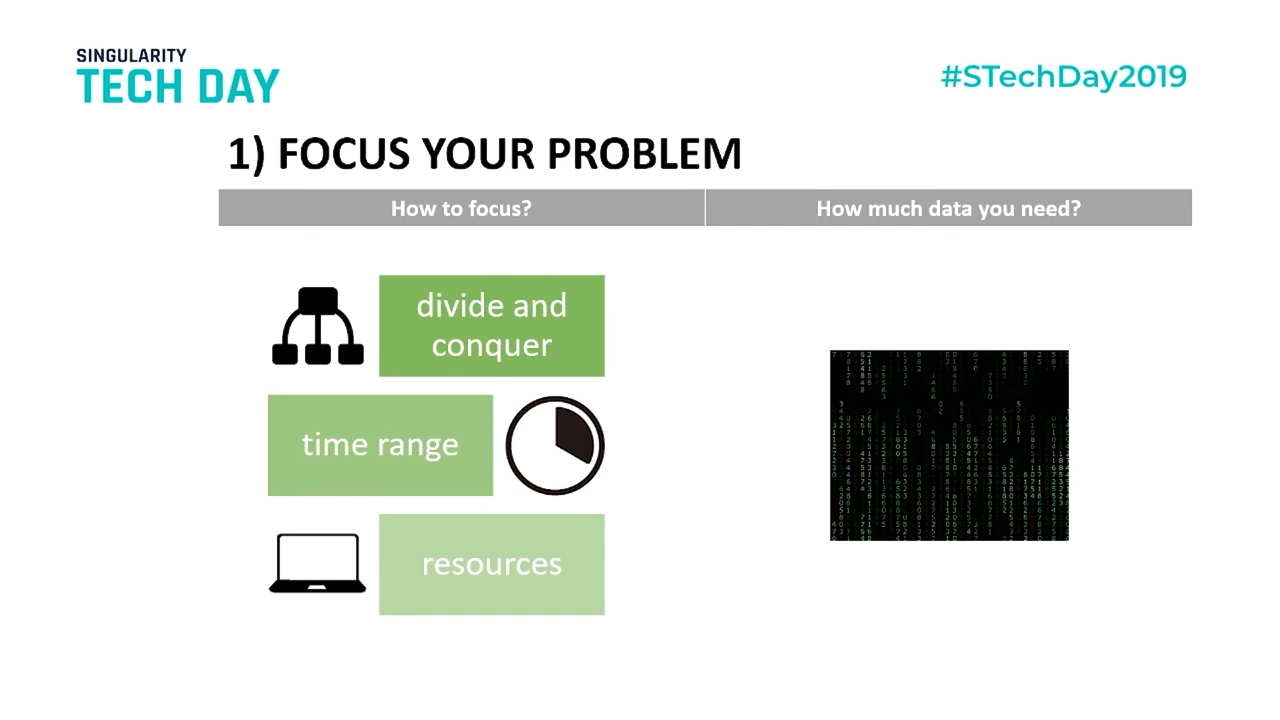 SINGULARITY
TECH DAY
#STechDay2019
1) FOCUS YOUR PROBLEM
How to focus?
How much data you need?
divide and
conquer
time range
resources